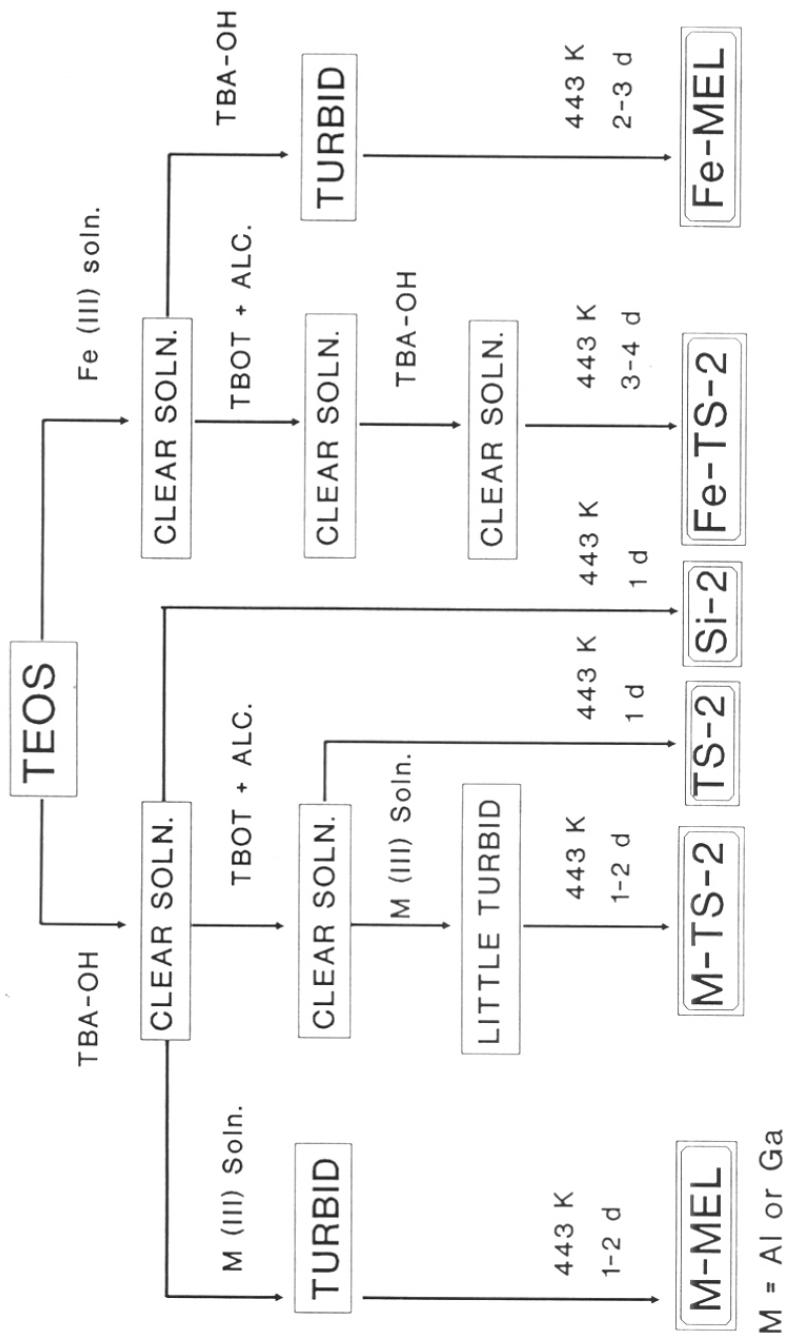 TEOS
TBA-OH
Fe (III) soln.
CLEAR SOLN.
CLEAR SOLN.
M (III) Soln.
TBOT + ALC.
TBOT + ALC.
TBA-OH
TURBID
CLEAR SOLN.
CLEAR SOLN.
TURBID
M (III) Soln.
TBA-OH
LITTLE TURBID
CLEAR SOLN.
443 K
1-2 d
443 K
1-2 d
443 K
1 d
443 K
1 d
443 K
3-4 d
443 K
2-3 d
M-MEL
M-TS-2
TS-2
Si-2
Fe-TS-2
Fe-MEL
M = Al or Ga